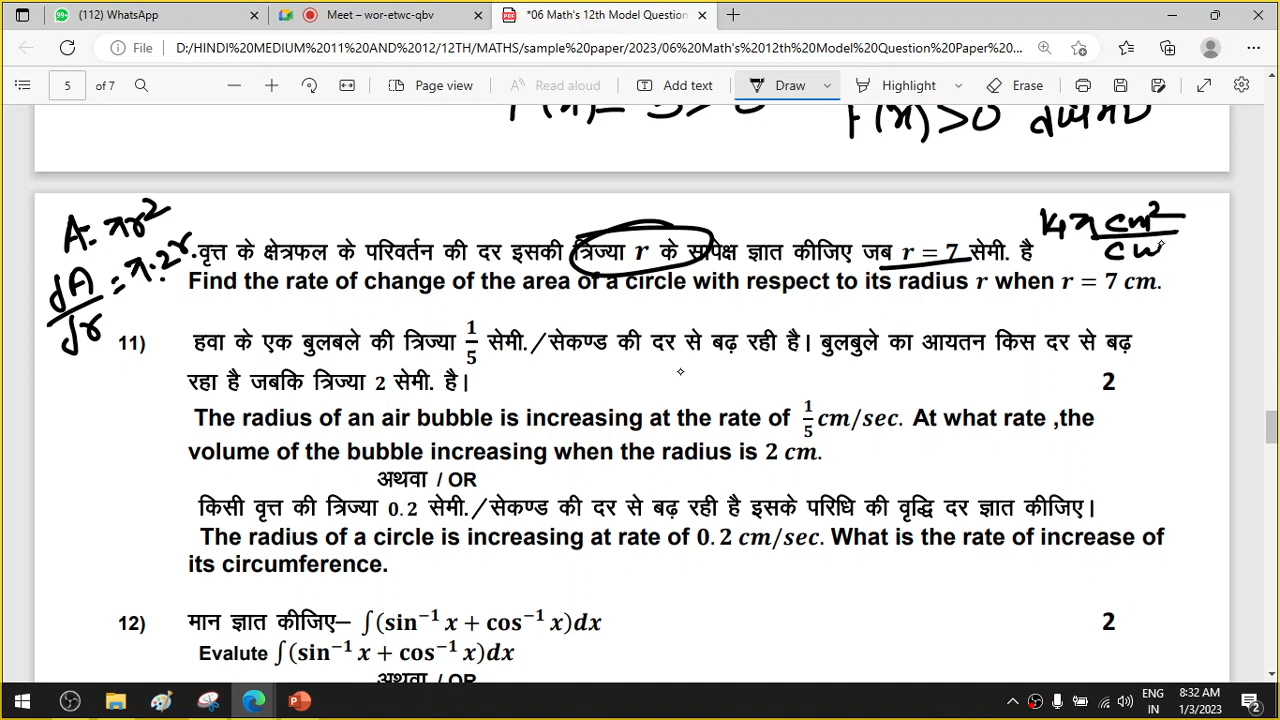 (112) WhatsApp
Meet – wor-etwc-qbv
*06 Math's 12th Model Question
File
D:/HINDI%20MEDIUM%2011%20AND%2012/12TH/MATHS/sample%20paper/2023/06%20Math's%2012th%20Model%20Question%20Paper%20...
5 of 7
Page view
Read aloud
Add text
Draw
Highlight
Erase
F(x) > 0
A = πr²
dA/dr = π·2r
cm²/cm
वृत्त के क्षेत्रफल के परिवर्तन की दर इसकी त्रिज्या r के सापेक्ष ज्ञात कीजिए जब r = 7 सेमी. है
Find the rate of change of the area of a circle with respect to its radius r when r = 7 cm.
11) हवा के एक बुलबले की त्रिज्या 1/5 सेमी./सेकण्ड की दर से बढ़ रही है। बुलबुले का आयतन किस दर से बढ़
रहा है जबकि त्रिज्या 2 सेमी. है। 2
The radius of an air bubble is increasing at the rate of 1/5 cm/sec. At what rate ,the
volume of the bubble increasing when the radius is 2 cm.
अथवा / OR
किसी वृत्त की त्रिज्या 0.2 सेमी./सेकण्ड की दर से बढ़ रही है इसके परिधि की वृद्धि दर ज्ञात कीजिए।
The radius of a circle is increasing at rate of 0.2 cm/sec. What is the rate of increase of
its circumference.
12) मान ज्ञात कीजिए– ∫(sin⁻¹ x + cos⁻¹ x)dx 2
Evalute ∫(sin⁻¹ x + cos⁻¹ x)dx
अथवा / OR
ENG
IN
8:32 AM
1/3/2023
2